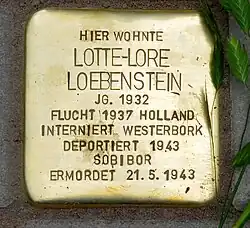 HIER WOHNTE
LOTTE-LORE
LOEBENSTEIN
JG. 1932
FLUCHT 1937 HOLLAND
INTERNIERT WESTERBORK
DEPORTIERT 1943
SOBIBOR
ERMORDET 21.5.1943